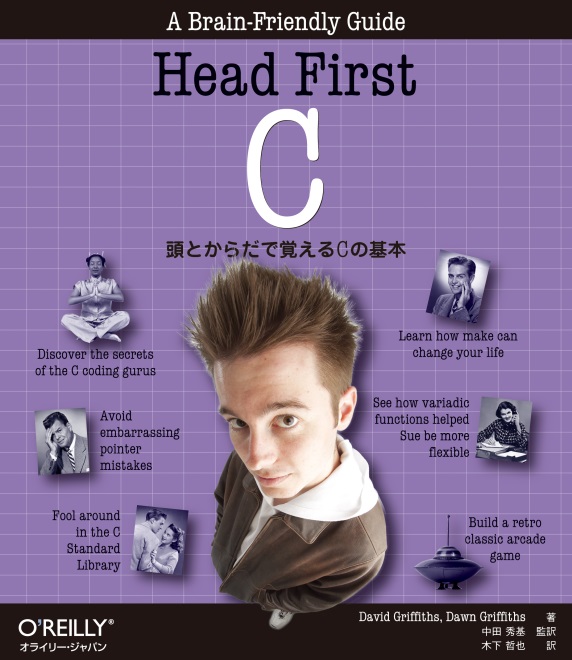 A Brain-Friendly Guide
Head First
C
頭とからだで覚えるCの基本
Discover the secrets
of the C coding gurus
Learn how make can
change your life
Avoid
embarrassing
pointer
mistakes
See how variadic
functions helped
Sue be more
flexible
Fool around
in the C
Standard
Library
Build a retro
classic arcade
game
O'REILLY®
オライリー・ジャパン
David Griffiths, Dawn Griffiths 著
中田 秀基 監訳
木下 哲也 訳